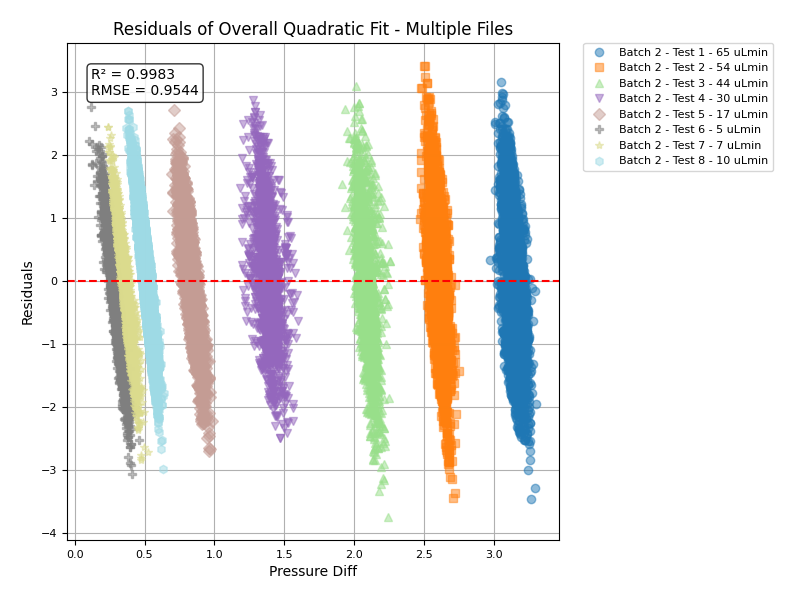 Residuals of Overall Quadratic Fit - Multiple Files
R² = 0.9983
RMSE = 0.9544
Batch 2 - Test 1 - 65 uLmin
Batch 2 - Test 2 - 54 uLmin
Batch 2 - Test 3 - 44 uLmin
Batch 2 - Test 4 - 30 uLmin
Batch 2 - Test 5 - 17 uLmin
Batch 2 - Test 6 - 5 uLmin
Batch 2 - Test 7 - 7 uLmin
Batch 2 - Test 8 - 10 uLmin
Residuals
3
2
1
0
−1
−2
−3
−4
0.0 0.5 1.0 1.5 2.0 2.5 3.0
Pressure Diff